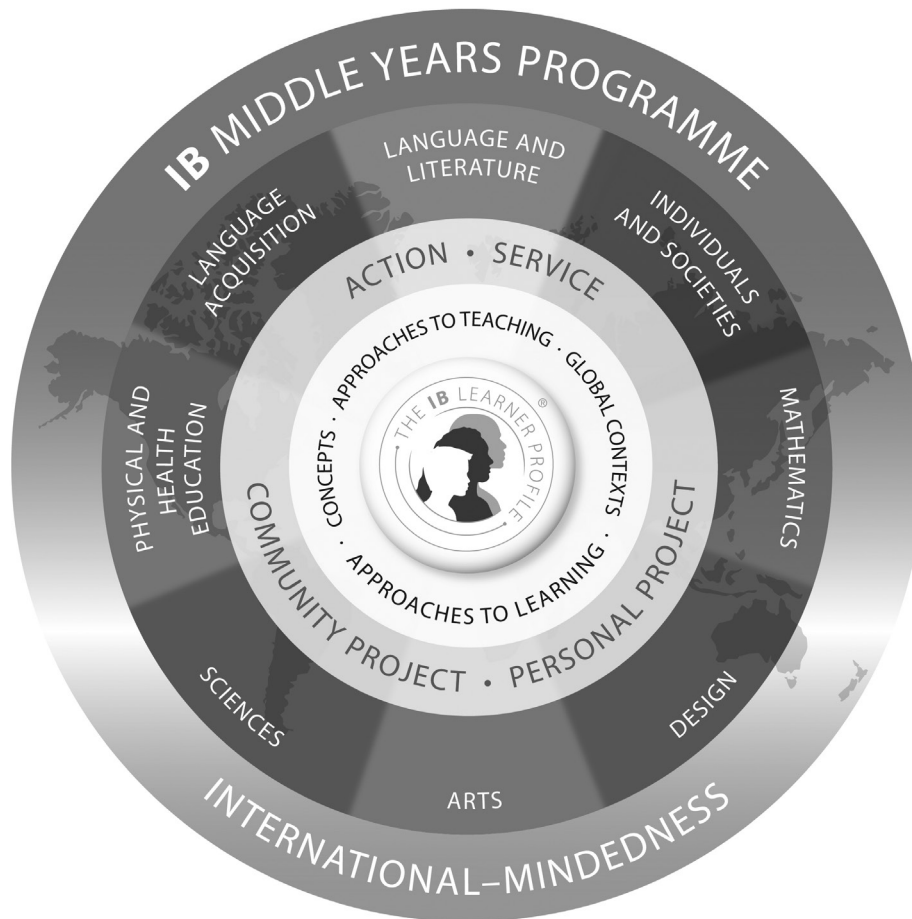 IB MIDDLE YEARS PROGRAMME
LANGUAGE AND
LITERATURE
INDIVIDUALS
AND SOCIETIES
MATHEMATICS
DESIGN
ARTS
SCIENCES
PHYSICAL AND
HEALTH
EDUCATION
LANGUAGE
ACQUISITION
ACTION • SERVICE
PERSONAL PROJECT
•
COMMUNITY PROJECT
APPROACHES TO TEACHING · GLOBAL CONTEXTS ·
APPROACHES TO LEARNING · CONCEPTS ·
THE IB LEARNER PROFILE
®
INTERNATIONAL–MINDEDNESS